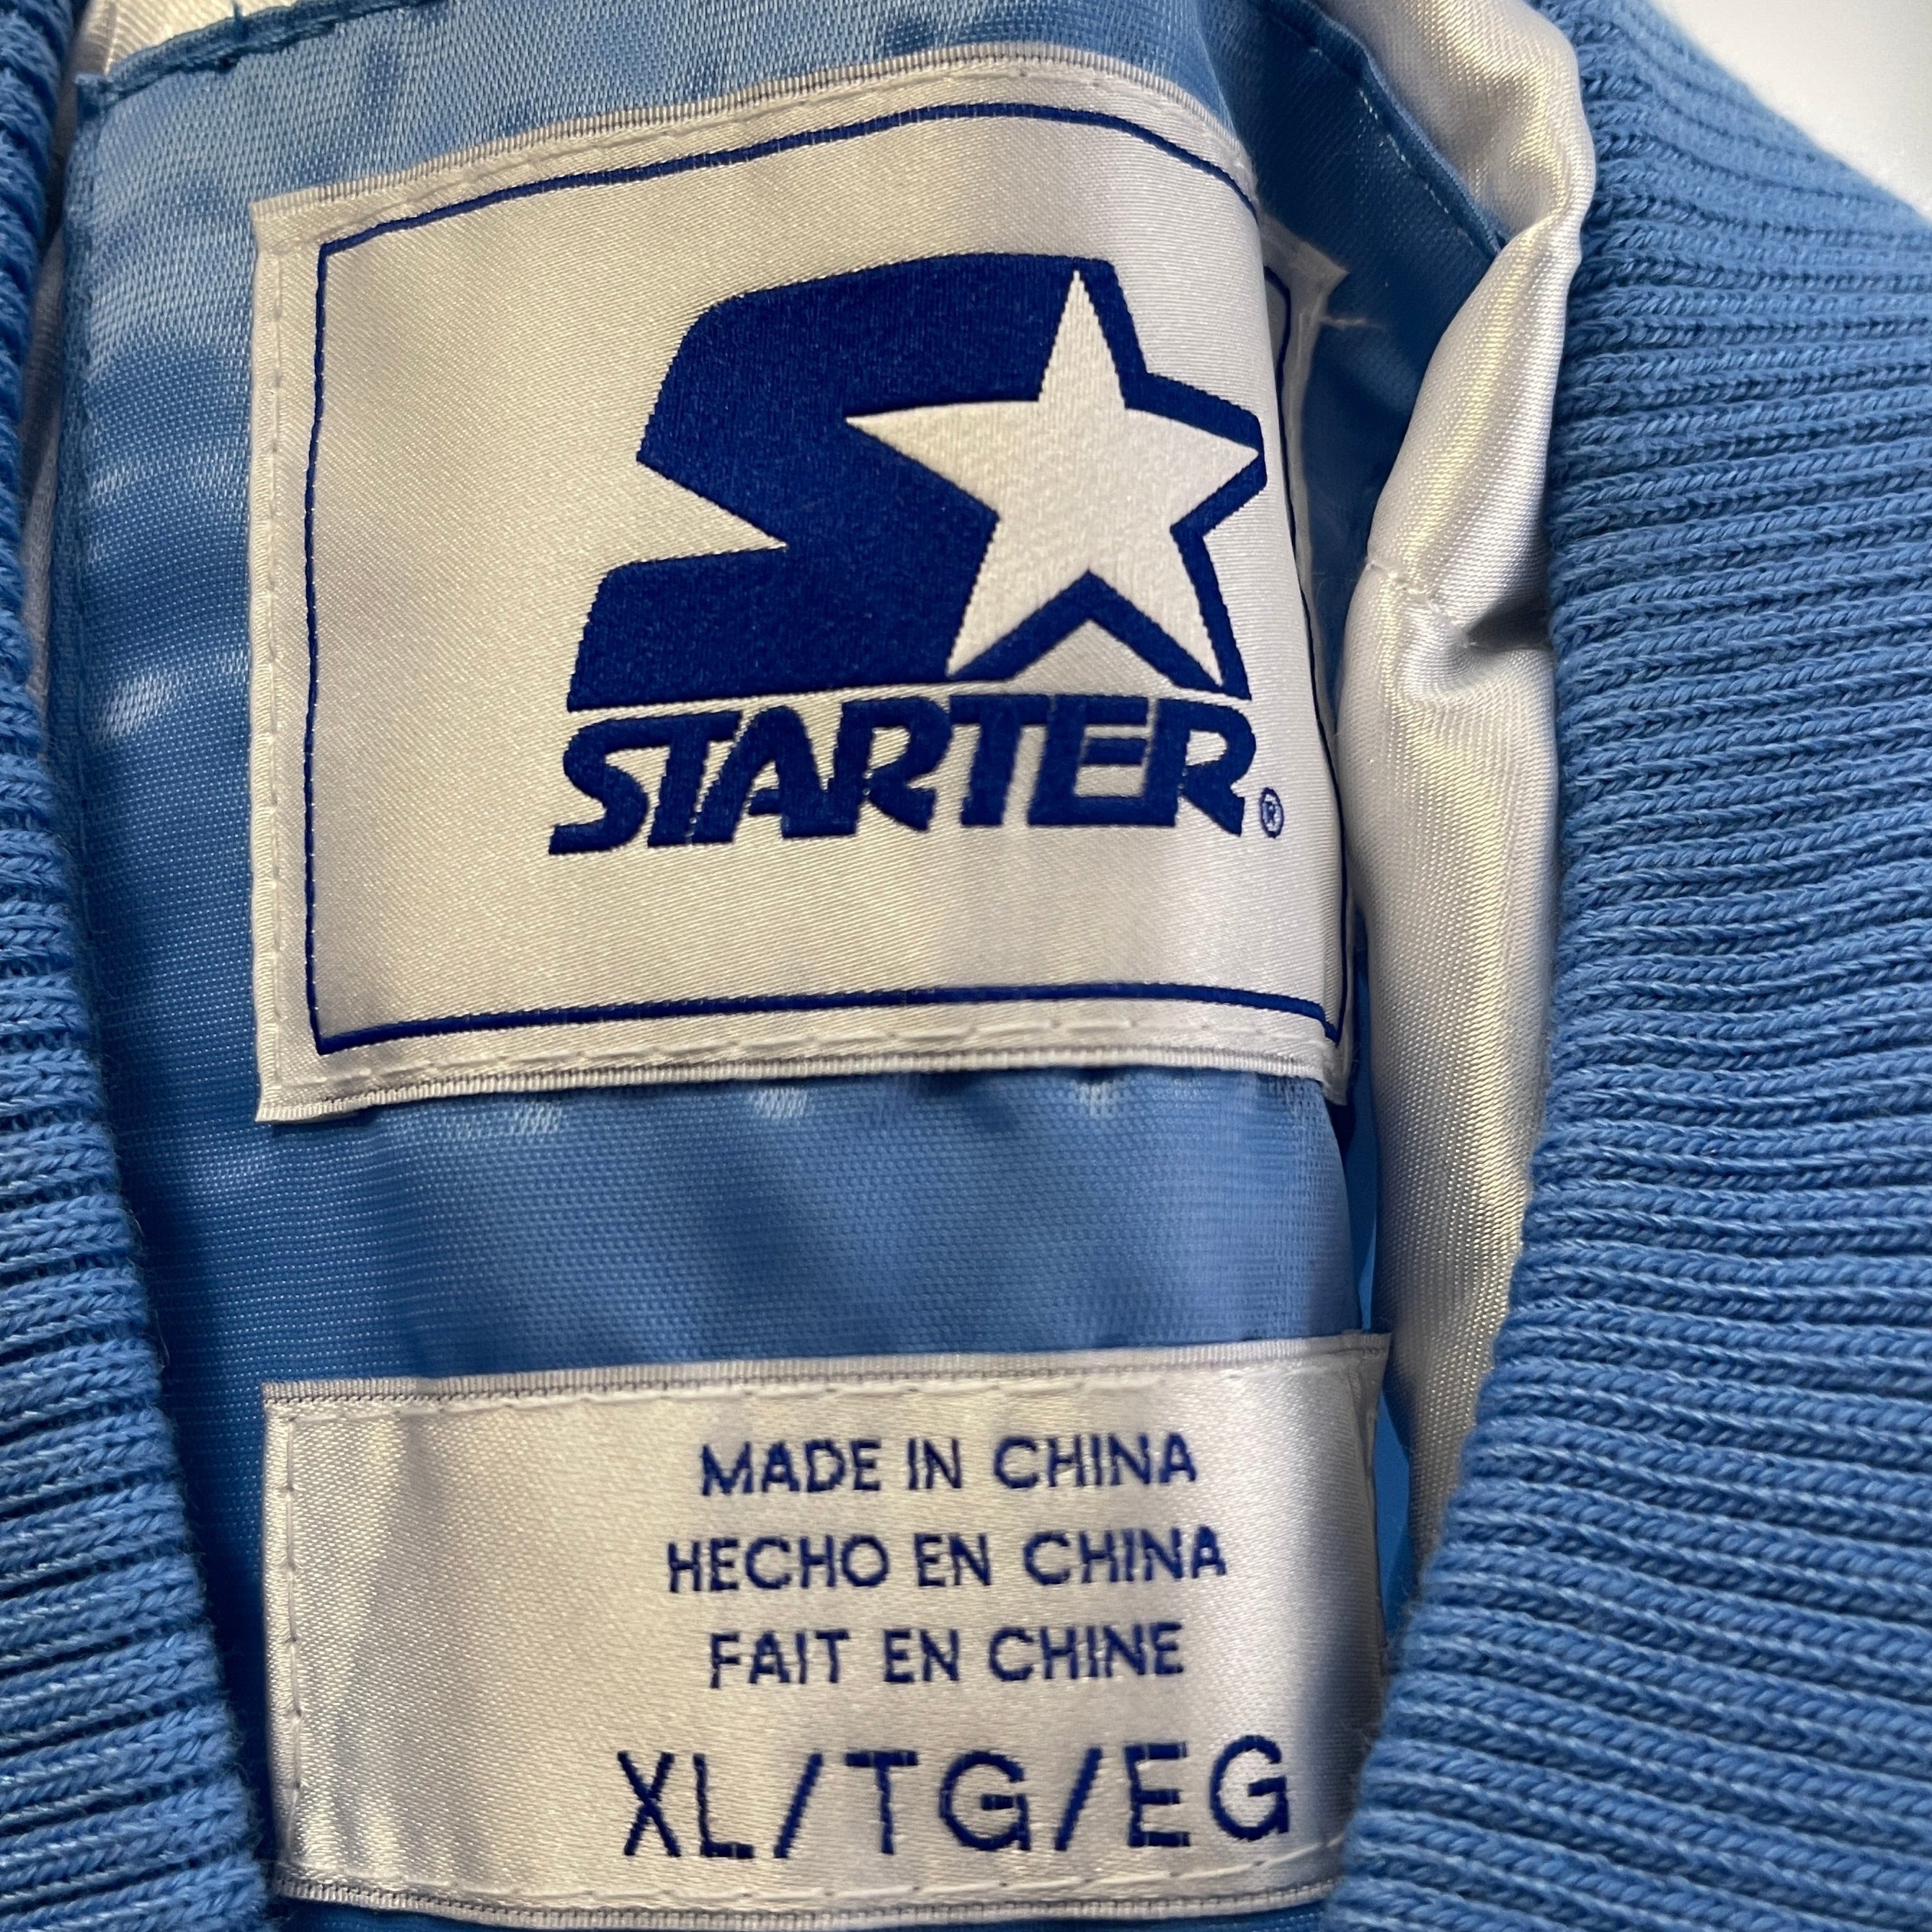 STARTER®
MADE IN CHINA
HECHO EN CHINA
FAIT EN CHINE
XL/TG/EG